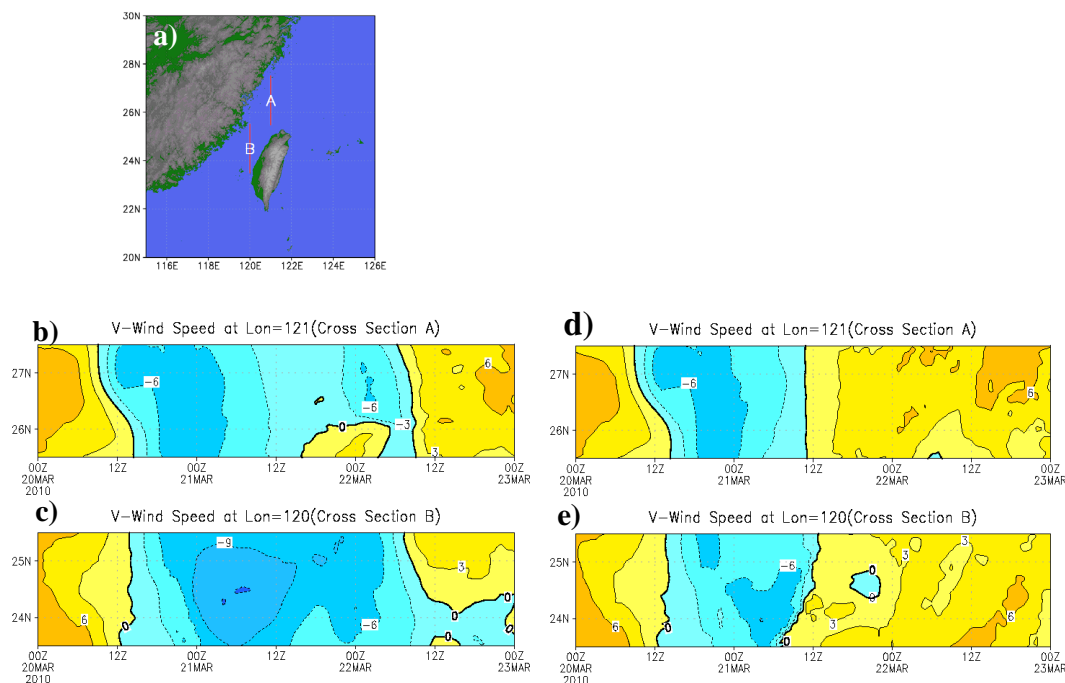 a)
30N
28N
26N
24N
22N
20N
A
B
116E 118E 120E 122E 124E 126E
b)
V-Wind Speed at Lon=121(Cross Section A)
27N
26N
-6
-6
-3
0
3
6
00Z 12Z 00Z 12Z 00Z 12Z 00Z
20MAR 21MAR 22MAR 23MAR
2010
c)
V-Wind Speed at Lon=120(Cross Section B)
25N
24N
6
0
-9
-6
3
0
0
0
0
00Z 12Z 00Z 12Z 00Z 12Z 00Z
20MAR 21MAR 22MAR 23MAR
2010
d)
V-Wind Speed at Lon=121(Cross Section A)
27N
26N
-6
6
00Z 12Z 00Z 12Z 00Z 12Z 00Z
20MAR 21MAR 22MAR 23MAR
2010
e)
V-Wind Speed at Lon=120(Cross Section B)
25N
24N
6
0
-6
0
3
0
0
3
3
6
00Z 12Z 00Z 12Z 00Z 12Z 00Z
20MAR 21MAR 22MAR 23MAR
2010